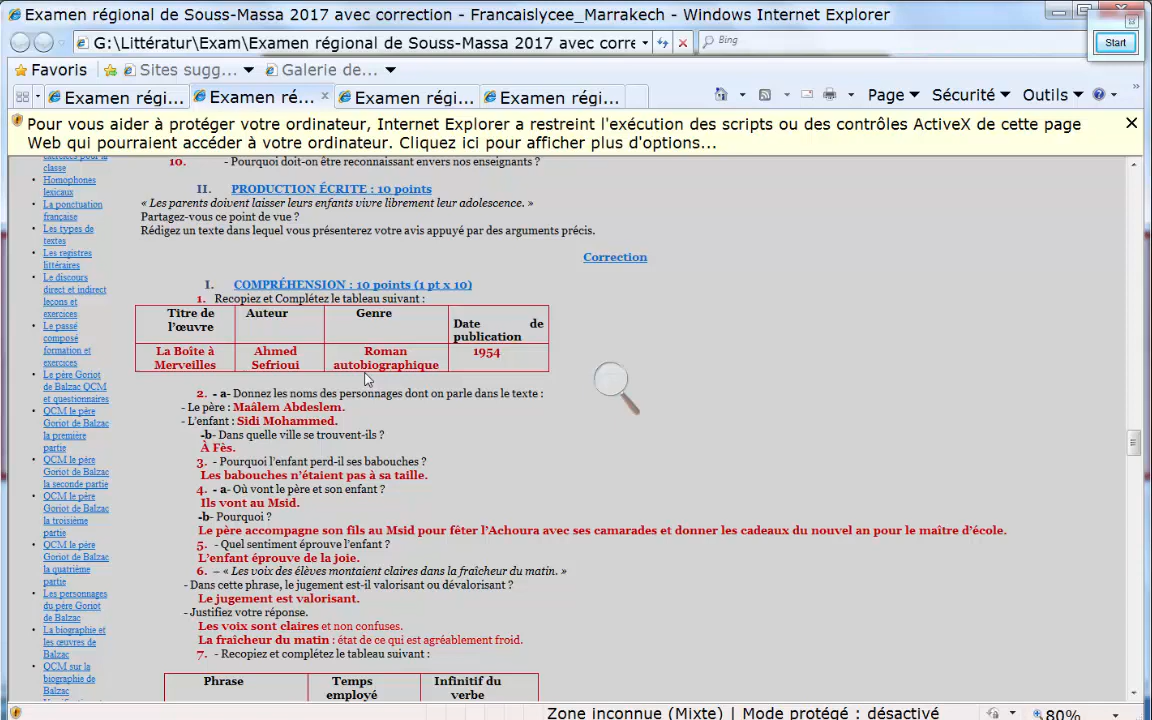 Examen régional de Souss-Massa 2017 avec correction - Francaislycee_Marrakech - Windows Internet Explorer
G:\Littératur\Exam\Examen régional de Souss-Massa 2017 avec corre
Bing
Start
Favoris
Sites sugg...
Galerie de...
Examen régi...
Examen ré...
Examen régi...
Examen régi...
Page
Sécurité
Outils
Pour vous aider à protéger votre ordinateur, Internet Explorer a restreint l'exécution des scripts ou des contrôles ActiveX de cette page
Web qui pourraient accéder à votre ordinateur. Cliquez ici pour afficher plus d'options...
exercices pour la
classe
Homophones
lexicaux
La ponctuation
française
Les types de
textes
Les registres
littéraires
Le discours
direct et indirect
leçons et
exercices
Le passé
composé
formation et
exercices
Le père Goriot
de Balzac QCM
et questionnaires
QCM le père
Goriot de Balzac
la première
partie
QCM le père
Goriot de Balzac
la seconde partie
QCM le père
Goriot de Balzac
la troisième
partie
QCM le père
Goriot de Balzac
la quatrième
partie
Les personnages
du père Goriot
de Balzac
La biographie et
les œuvres de
Balzac
QCM sur la
biographie de
Balzac
10. - Pourquoi doit-on être reconnaissant envers nos enseignants ?
II. PRODUCTION ÉCRITE : 10 points
« Les parents doivent laisser leurs enfants vivre librement leur adolescence. »
Partagez-vous ce point de vue ?
Rédigez un texte dans lequel vous présenterez votre avis appuyé par des arguments précis.
Correction
I. COMPRÉHENSION : 10 points (1 pt x 10)
1. Recopiez et Complétez le tableau suivant :
Titre de l'œuvre Auteur Genre Date de publication
La Boîte à Merveilles Ahmed Sefrioui Roman autobiographique 1954
2. - a- Donnez les noms des personnages dont on parle dans le texte :
- Le père : Maâlem Abdeslem.
- L'enfant : Sidi Mohammed.
-b- Dans quelle ville se trouvent-ils ?
À Fès.
3. - Pourquoi l'enfant perd-il ses babouches ?
Les babouches n'étaient pas à sa taille.
4. - a- Où vont le père et son enfant ?
Ils vont au Msid.
-b- Pourquoi ?
Le père accompagne son fils au Msid pour fêter l'Achoura avec ses camarades et donner les cadeaux du nouvel an pour le maître d'école.
5. - Quel sentiment éprouve l'enfant ?
L'enfant éprouve de la joie.
6. – « Les voix des élèves montaient claires dans la fraîcheur du matin. »
- Dans cette phrase, le jugement est-il valorisant ou dévalorisant ?
Le jugement est valorisant.
- Justifiez votre réponse.
Les voix sont claires et non confuses.
La fraîcheur du matin : état de ce qui est agréablement froid.
7. - Recopiez et complétez le tableau suivant :
Phrase Temps employé Infinitif du verbe
Zone inconnue (Mixte) | Mode protégé : désactivé
80%